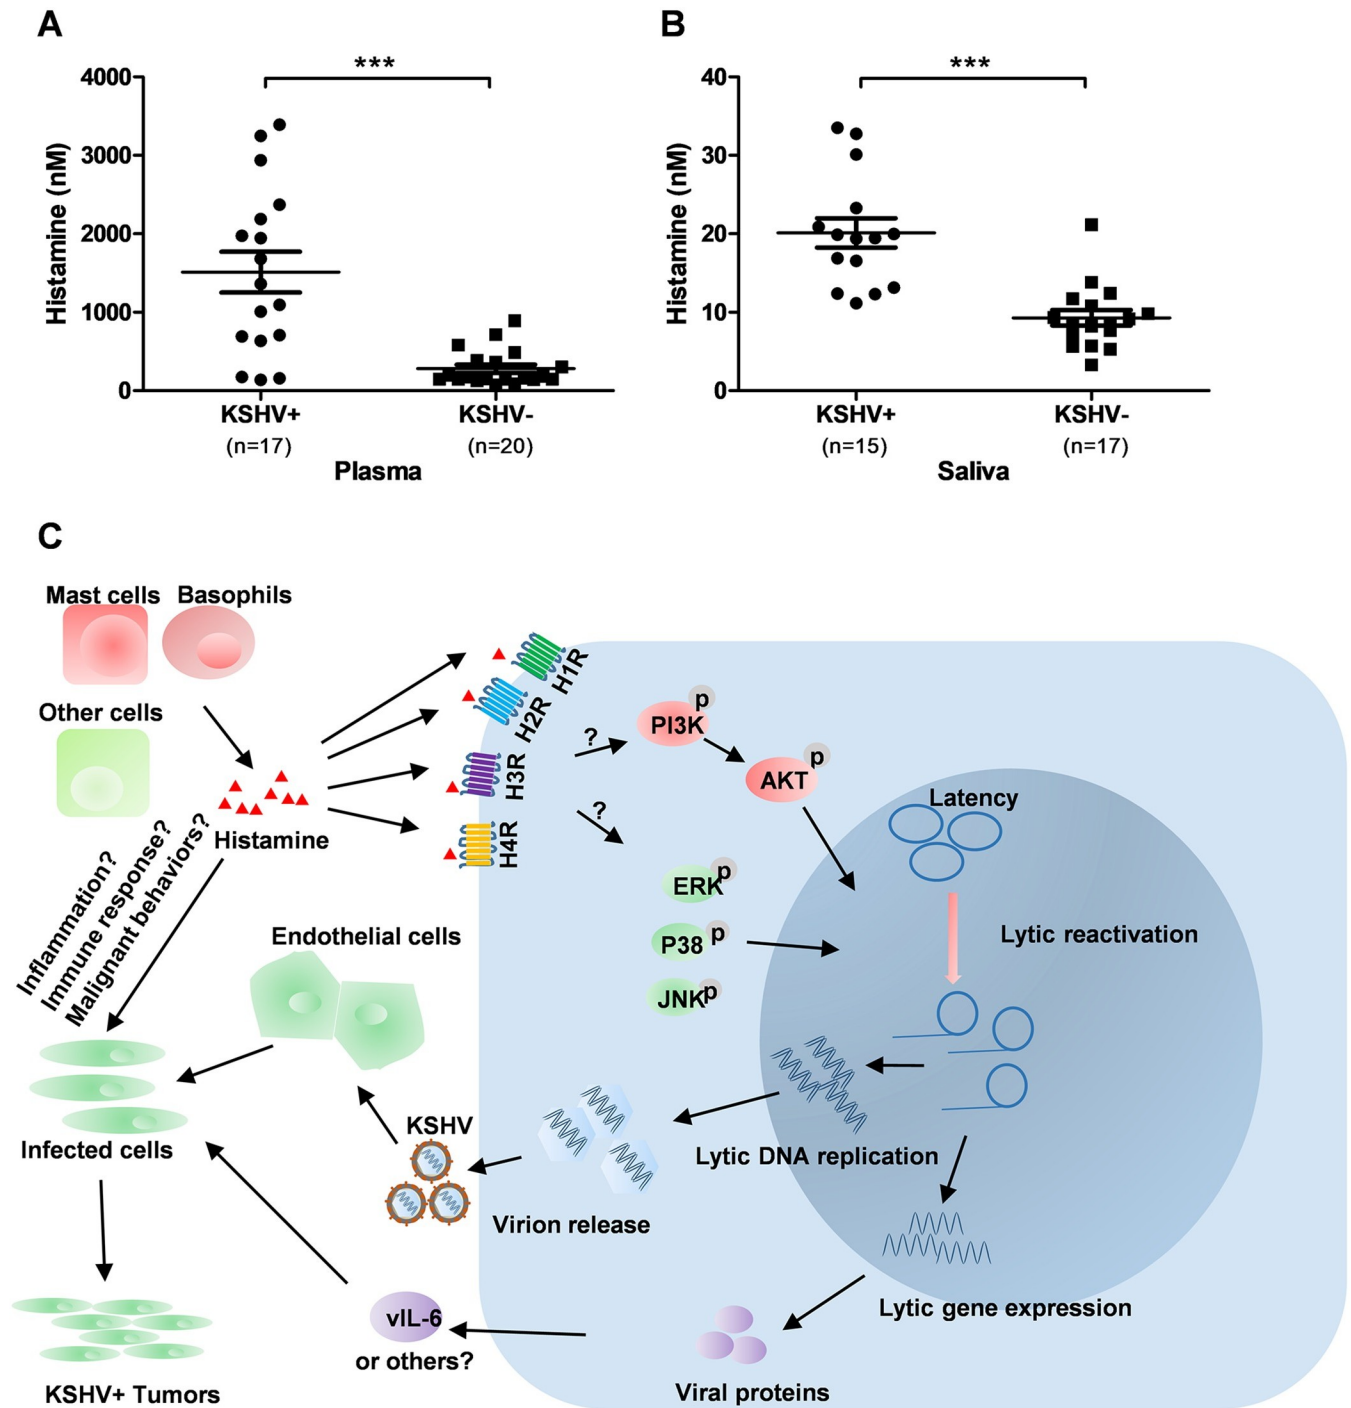 A
***
4000
3000
2000
1000
0
Histamine (nM)
KSHV+
KSHV-
(n=17)
(n=20)
Plasma
B
***
40
30
20
10
0
Histamine (nM)
KSHV+
KSHV-
(n=15)
(n=17)
Saliva
C
Mast cells
Basophils
Other cells
Histamine
H1R
H2R
H3R
H4R
?
?
PI3K
p
AKT
p
ERK
p
P38
p
JNK
p
Latency
Lytic reactivation
Inflammation?
Immune response?
Malignant behaviors?
Endothelial cells
Infected cells
KSHV
Lytic DNA replication
Virion release
Lytic gene expression
vIL-6
or others?
Viral proteins
KSHV+ Tumors